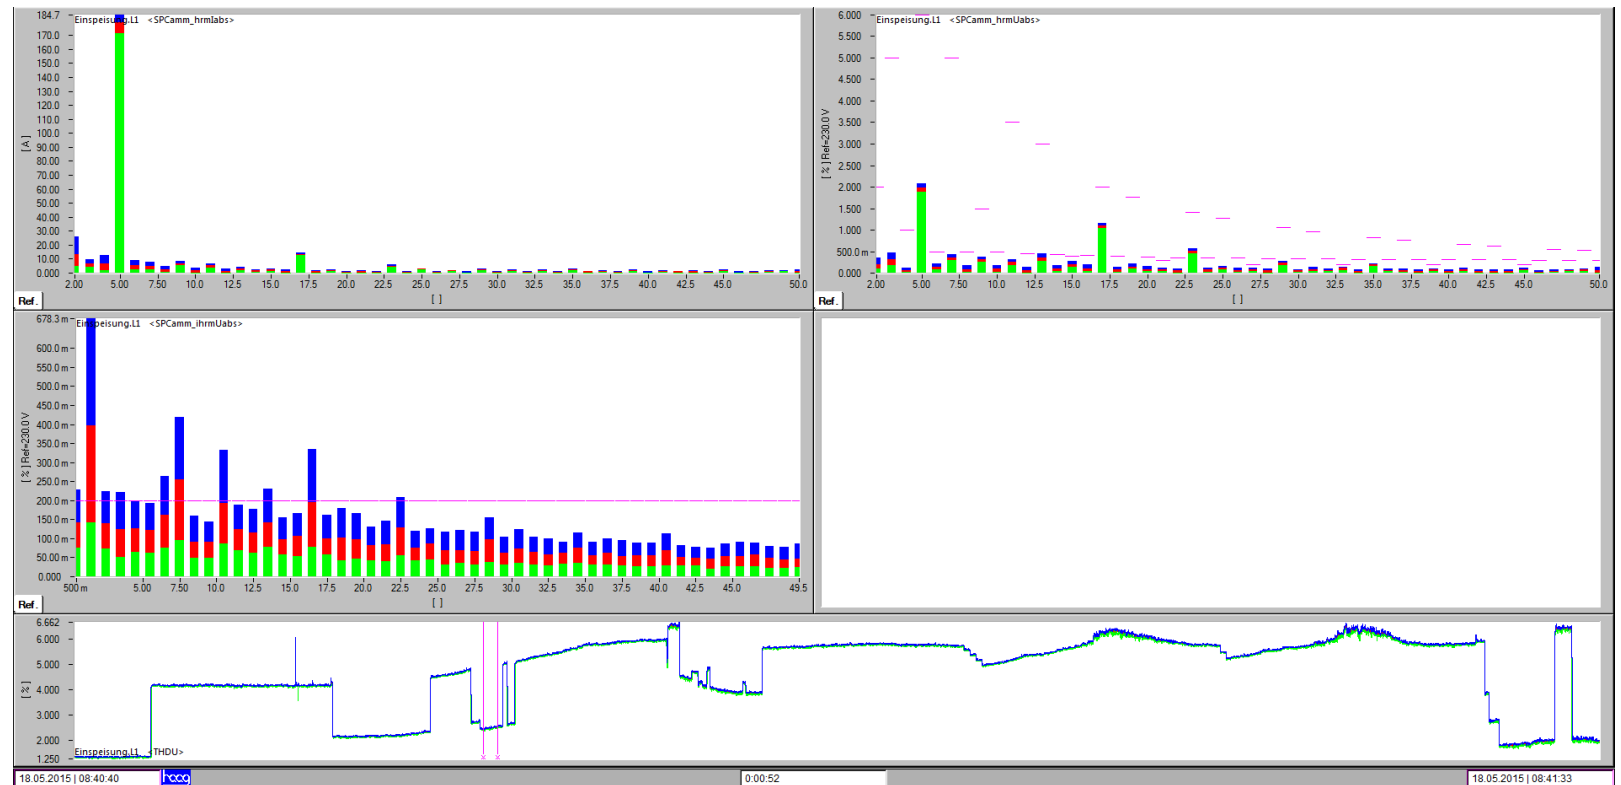 Einspeisung.L1 <SPCamm_hrmIabs>
184.7
170.0
160.0
150.0
140.0
130.0
120.0
110.0
100.0
90.00
80.00
70.00
60.00
50.00
40.00
30.00
20.00
10.00
0.000
[ A ]
2.00 5.00 7.50 10.0 12.5 15.0 17.5 20.0 22.5 25.0 27.5 30.0 32.5 35.0 37.5 40.0 42.5 45.0 50.0
[ ]
Ref.
Einspeisung.L1 <SPCamm_hrmUabs>
6.000
5.500
5.000
4.500
4.000
3.500
3.000
2.500
2.000
1.500
1.000
500.0 m
0.000
[ % ] Ref=230.0 V
2.00 5.00 7.50 10.0 12.5 15.0 17.5 20.0 22.5 25.0 27.5 30.0 32.5 35.0 37.5 40.0 42.5 45.0 50.0
[ ]
Ref.
Einspeisung.L1 <SPCamm_ihrmUabs>
678.3 m
600.0 m
550.0 m
500.0 m
450.0 m
400.0 m
350.0 m
300.0 m
250.0 m
200.0 m
150.0 m
100.0 m
50.00 m
0.000
[ % ] Ref=230.0 V
500 m 5.00 7.50 10.0 12.5 15.0 17.5 20.0 22.5 25.0 27.5 30.0 32.5 35.0 37.5 40.0 42.5 45.0 49.5
[ ]
Ref.
6.662
6.000
5.000
4.000
3.000
2.000
1.250
[ % ]
Einspeisung.L1 <THDU>
18.05.2015 | 08:40:40
haag
0:00:52
18.05.2015 | 08:41:33